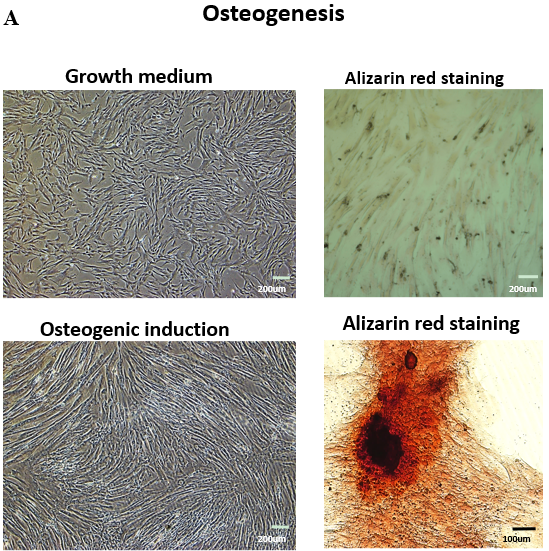 A
Osteogenesis
Growth medium
Alizarin red staining
200um
200um
Osteogenic induction
Alizarin red staining
200um
100um